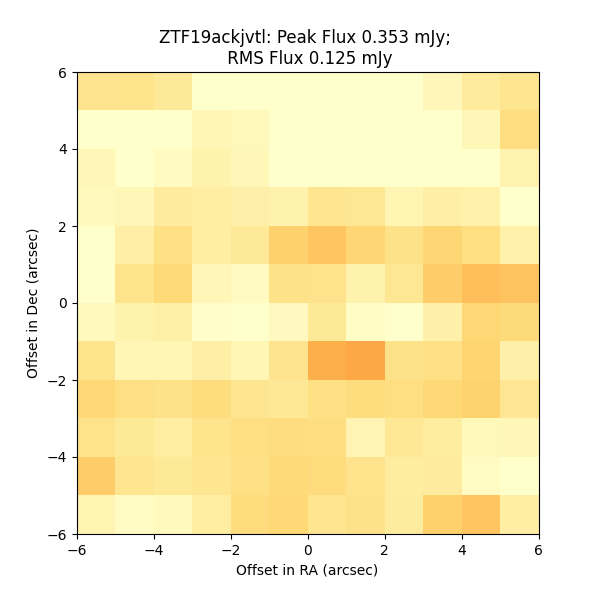 ZTF19ackjvtl: Peak Flux 0.353 mJy;
RMS Flux 0.125 mJy
6
4
2
0
−2
−4
−6
Offset in Dec (arcsec)
−6 −4 −2 0 2 4 6
Offset in RA (arcsec)